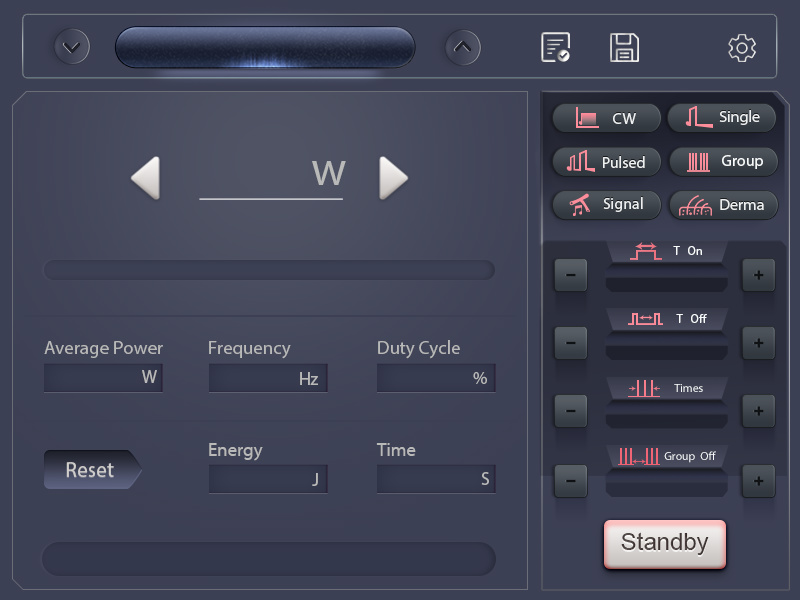 CW
Single
Pulsed
Group
Signal
Derma
W
T On
T Off
Times
Group Off
Average Power
Frequency
Duty Cycle
W
Hz
%
Reset
Energy
Time
J
S
Standby